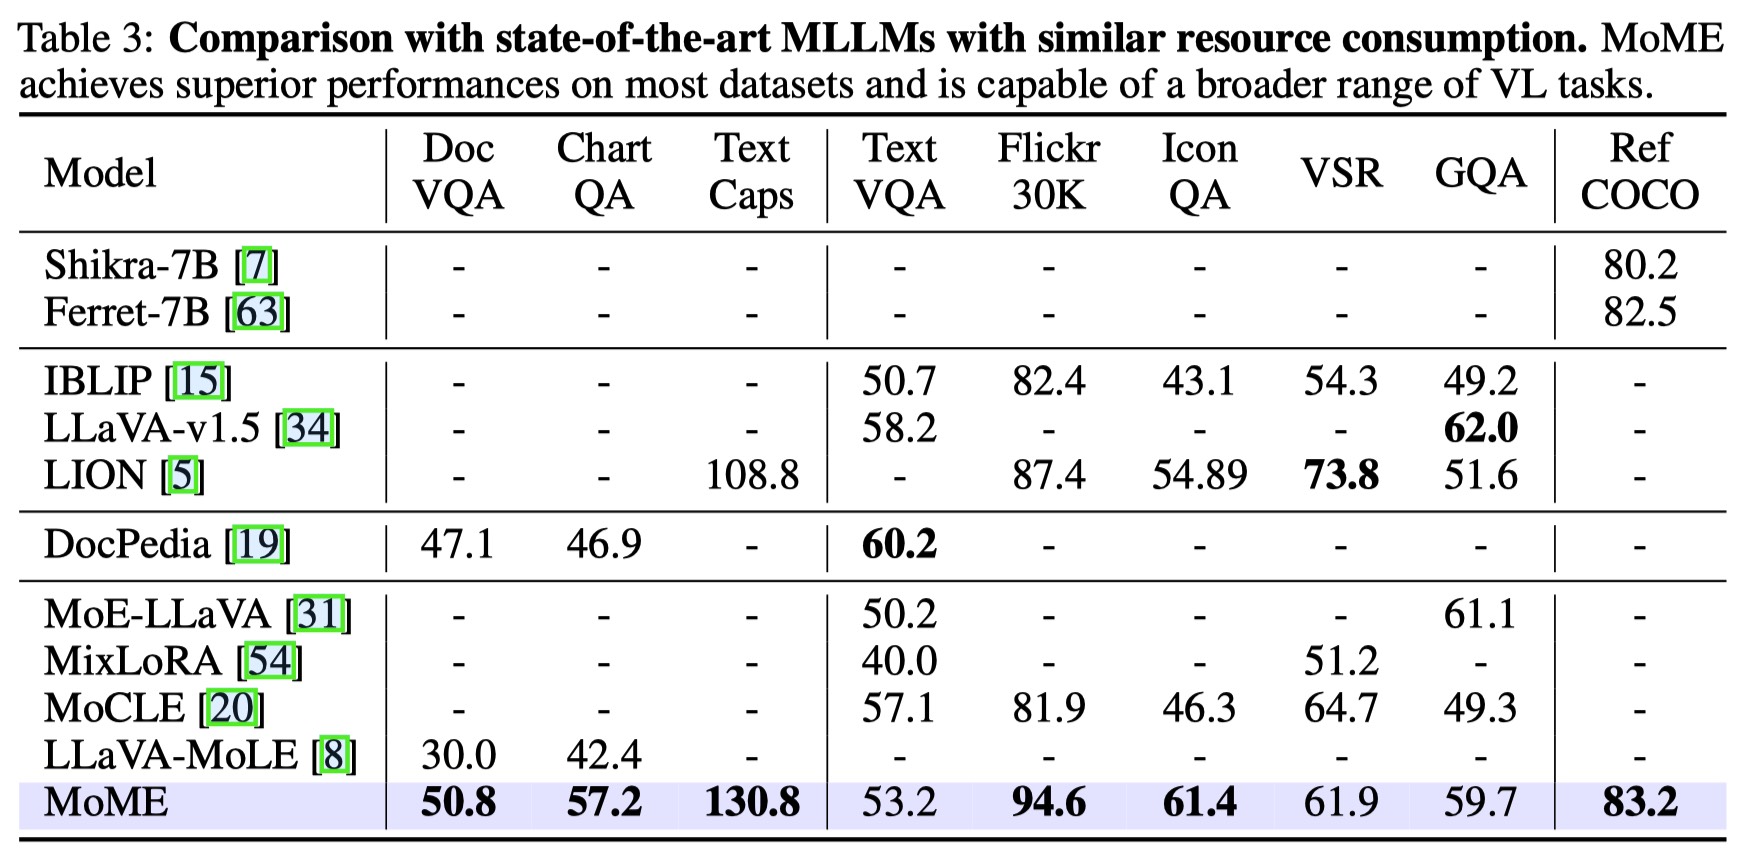 Table 3: Comparison with state-of-the-art MLLMs with similar resource consumption. MoME
achieves superior performances on most datasets and is capable of a broader range of VL tasks.
Model Doc VQA Chart QA Text Caps Text VQA Flickr 30K Icon QA VSR GQA Ref COCO
Shikra-7B [7] - - - - - - - - 80.2
Ferret-7B [63] - - - - - - - - 82.5
IBLIP [15] - - - 50.7 82.4 43.1 54.3 49.2 -
LLaVA-v1.5 [34] - - - 58.2 - - - 62.0 -
LION [5] - - 108.8 - 87.4 54.89 73.8 51.6 -
DocPedia [19] 47.1 46.9 - 60.2 - - - - -
MoE-LLaVA [31] - - - 50.2 - - - 61.1 -
MixLoRA [54] - - - 40.0 - - 51.2 - -
MoCLE [20] - - - 57.1 81.9 46.3 64.7 49.3 -
LLaVA-MoLE [8] 30.0 42.4 - - - - - - -
MoME 50.8 57.2 130.8 53.2 94.6 61.4 61.9 59.7 83.2